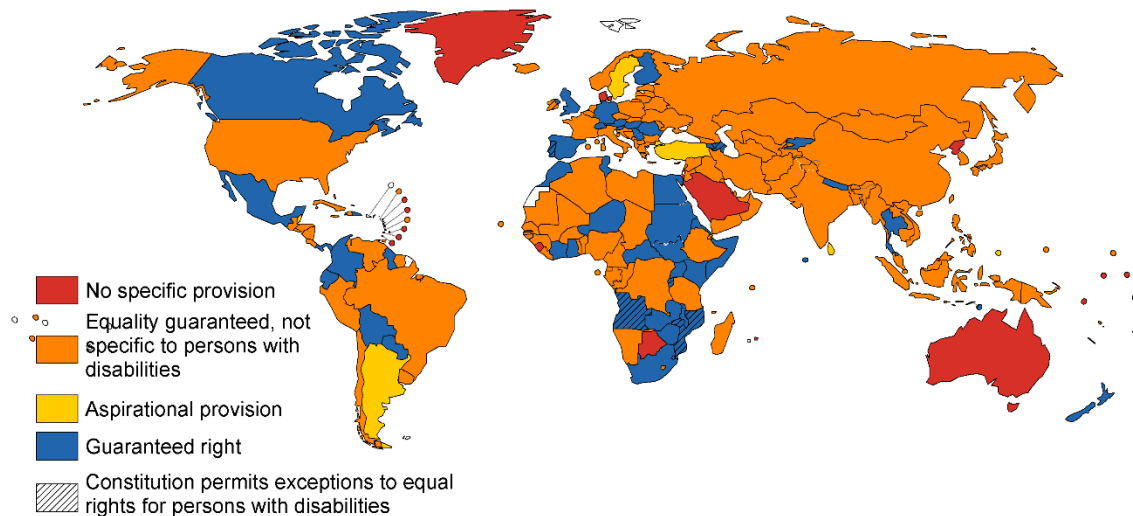 No specific provision
Equality guaranteed, not
specific to persons with
disabilities
Aspirational provision
Guaranteed right
Constitution permits exceptions to equal
rights for persons with disabilities